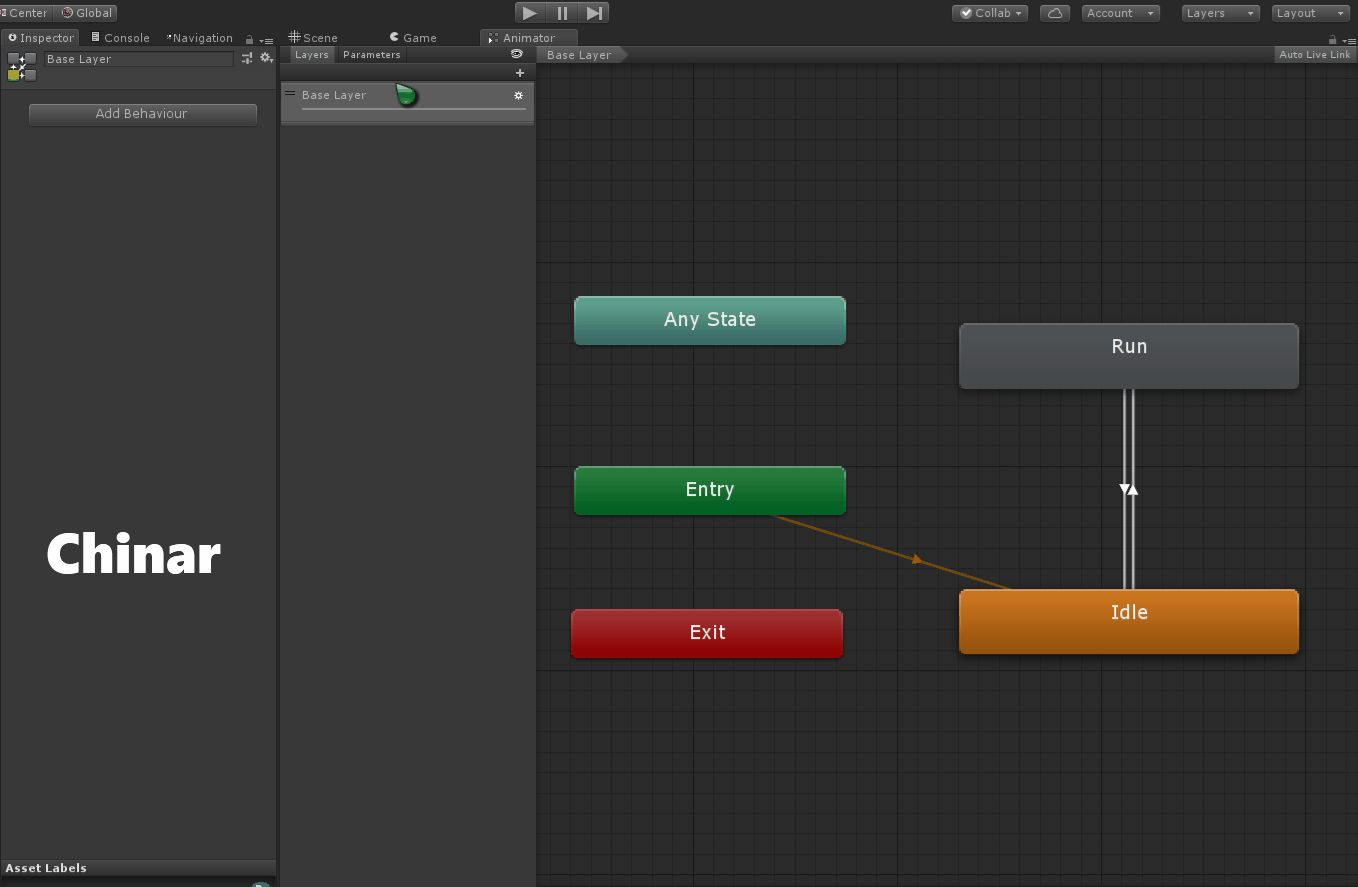 Center Global Collab Account Layers Layout
Inspector Console Navigation Scene Game Animator
Base Layer Layers Parameters Base Layer Auto Live Link
Base Layer
Add Behaviour
Any State
Run
Entry
Chinar
Idle
Exit
Asset Labels